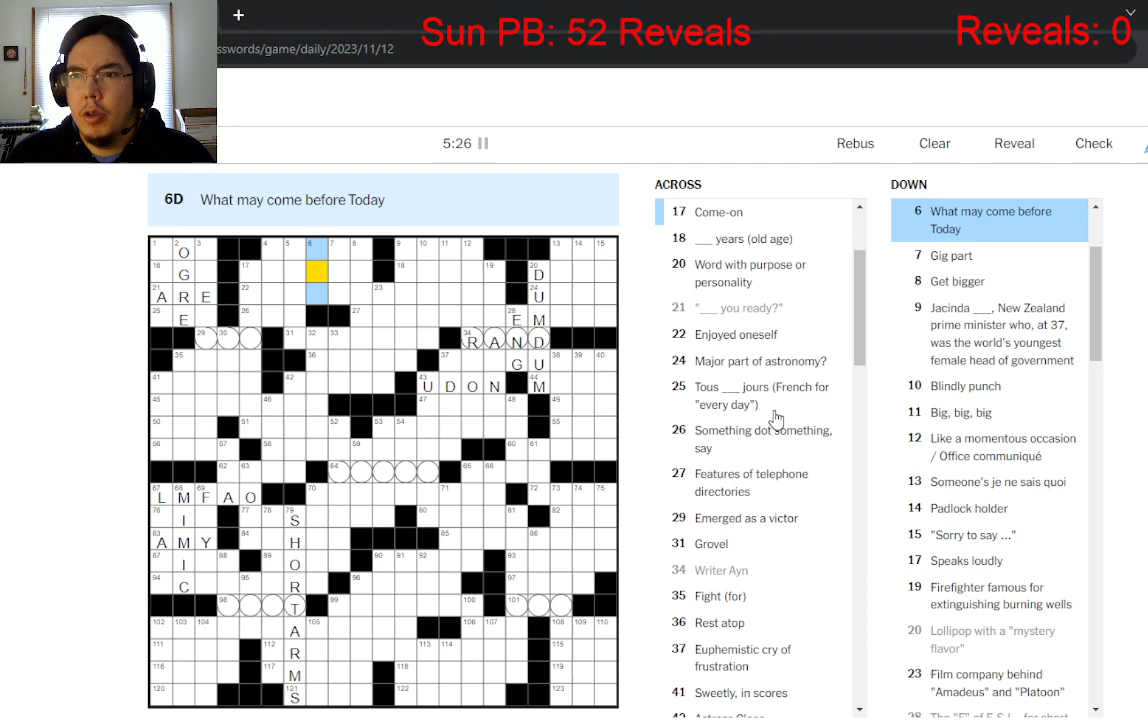 Sun PB: 52 Reveals
Reveals: 0
+
sswords/game/daily/2023/11/12
5:26
Rebus
Clear
Reveal
Check
6D What may come before Today
ACROSS
17 Come-on
18 ___ years (old age)
20 Word with purpose or
personality
21 "___ you ready?"
22 Enjoyed oneself
24 Major part of astronomy?
25 Tous ___ jours (French for
"every day")
26 Something dot something,
say
27 Features of telephone
directories
29 Emerged as a victor
31 Grovel
34 Writer Ayn
35 Fight (for)
36 Rest atop
37 Euphemistic cry of
frustration
41 Sweetly, in scores
DOWN
6 What may come before
Today
7 Gig part
8 Get bigger
9 Jacinda ___, New Zealand
prime minister who, at 37,
was the world's youngest
female head of government
10 Blindly punch
11 Big, big, big
12 Like a momentous occasion
/ Office communiqué
13 Someone's je ne sais quoi
14 Padlock holder
15 "Sorry to say ..."
17 Speaks loudly
19 Firefighter famous for
extinguishing burning wells
20 Lollipop with a "mystery
flavor"
23 Film company behind
"Amadeus" and "Platoon"
OGRE
ARE
DUMDUM
ENG
RAND
UDON
LMFAO
MIMIC
AMY
SHORTARMS